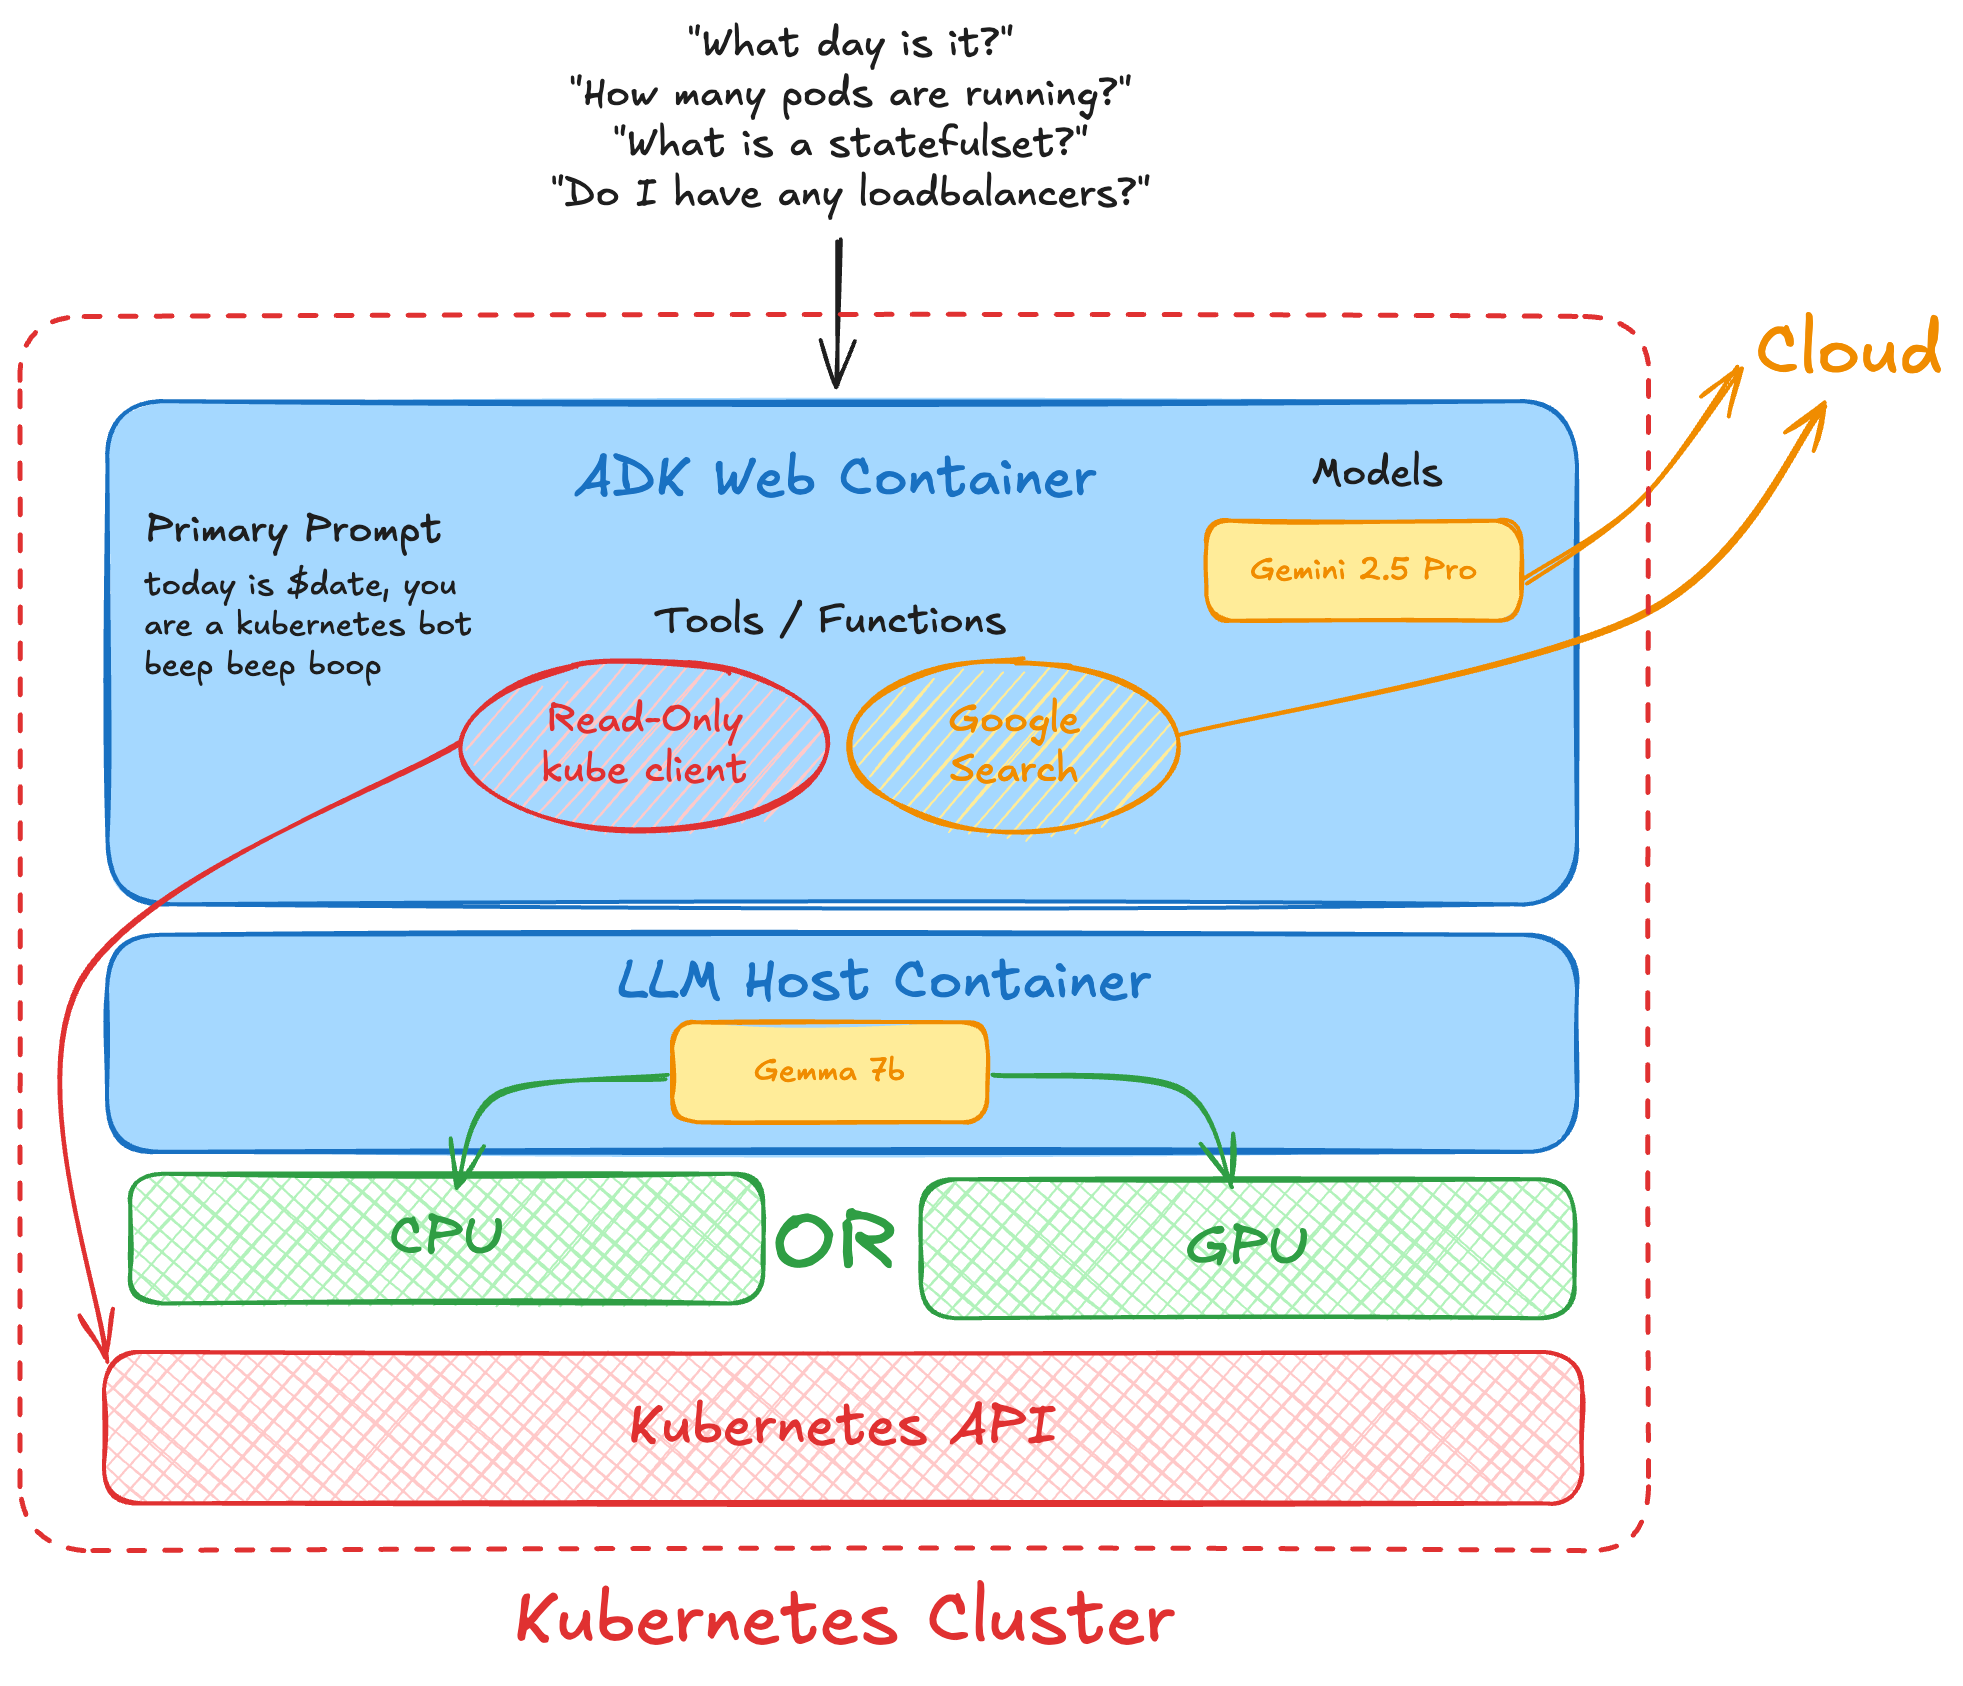 "What day is it?"
"How many pods are running?"
"What is a statefulset?"
"Do I have any loadbalancers?"
Cloud
ADK Web Container
Models
Primary Prompt
today is $date, you
are a kubernetes bot
beep beep boop
Gemini 2.5 Pro
Tools / Functions
Read-Only
kube client
Google
Search
LLM Host Container
Gemma 7b
CPU
OR
GPU
Kubernetes API
Kubernetes Cluster